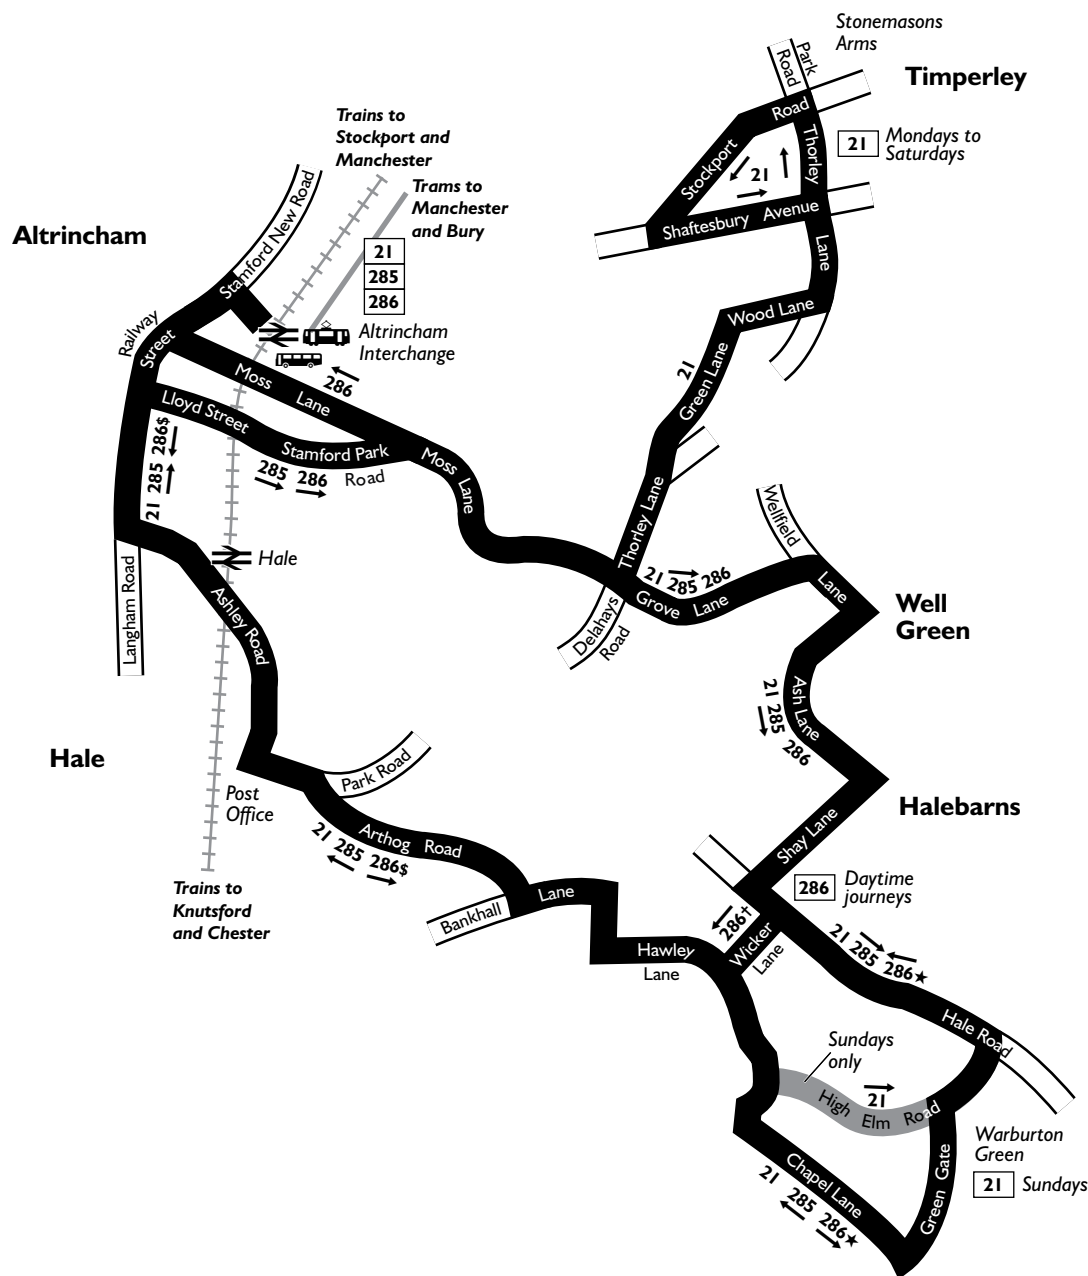 Stonemasons
Arms
Park
Road
Timperley
Road
Stockport
Thorley
21
21
Mondays to
Saturdays
Shaftesbury Avenue
Lane
Wood Lane
21
Green Lane
Thorley Lane
Trains to
Stockport and
Manchester
Trams to
Manchester
and Bury
Stamford New Road
Altrincham
21
285
286
Altrincham
Interchange
Railway
Street
Moss
Lane
286
Lloyd Street
Stamford Park
Road
285
286
21 285 286$
Moss
Lane
Hale
Langham Road
Ashley Road
Wellfield
Lane
21 285 286
Grove Lane
Delahays
Road
Well
Green
21 285
286
Ash Lane
Hale
Park Road
Post
Office
Arthog Road
21 285 286$
Trains to
Knutsford
and Chester
Halebarns
Shay Lane
286
Daytime
journeys
Bankhall
Lane
286†
Wicker
Lane
Hawley
Lane
21 285 286★
Hale Road
Sundays
only
21
High Elm Road
Warburton
Green
21
Sundays
Green Gate
Chapel Lane
21 285 286★